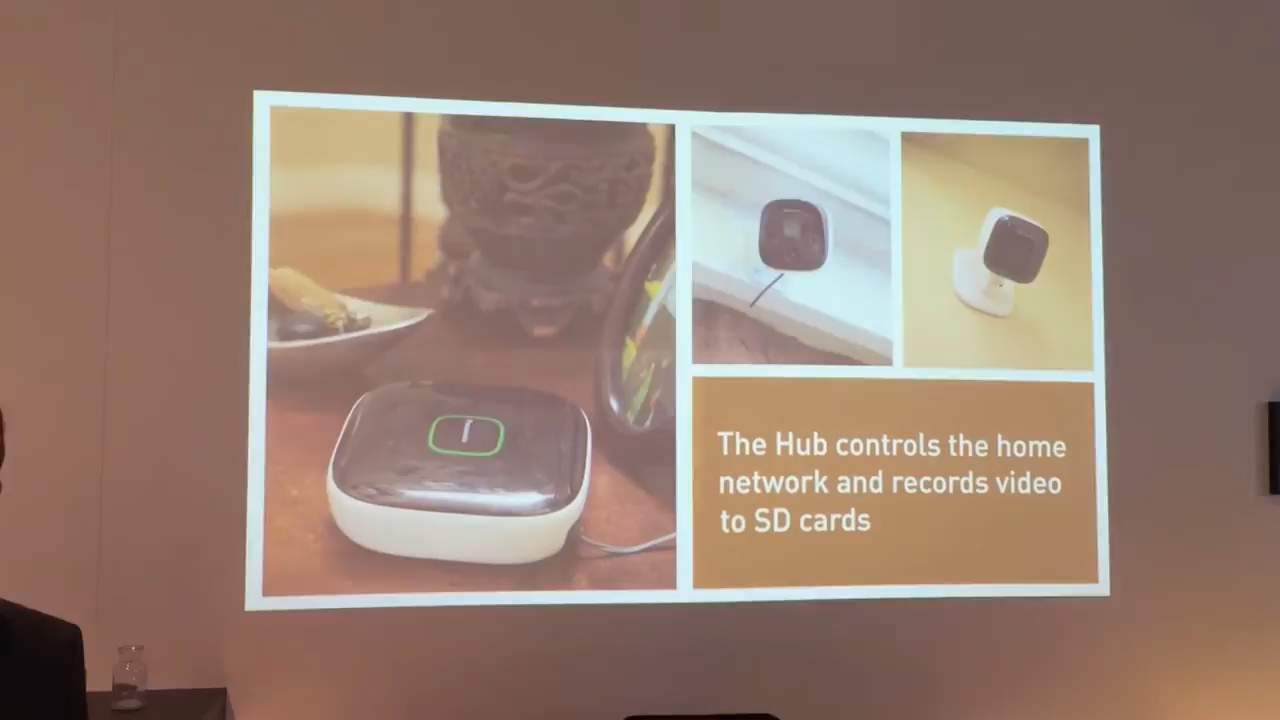 The Hub controls the home
network and records video
to SD cards